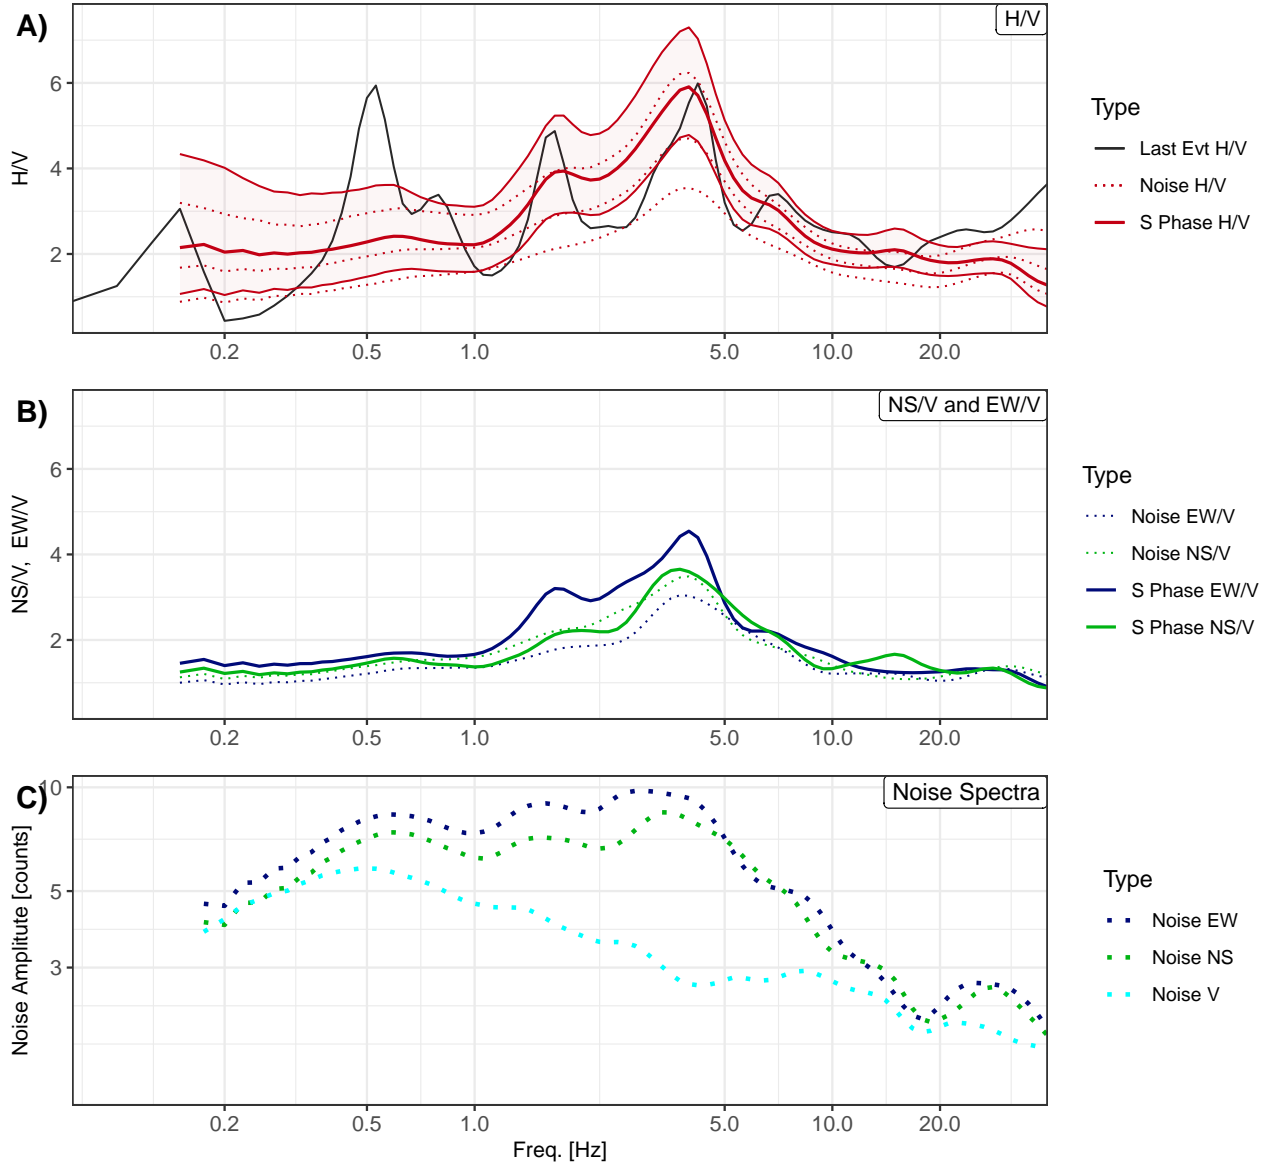 A)
H/V
6
4
2
H/V
0.2 0.5 1.0 5.0 10.0 20.0
Type
Last Evt H/V
Noise H/V
S Phase H/V
B)
NS/V and EW/V
6
4
2
NS/V,  EW/V
0.2 0.5 1.0 5.0 10.0 20.0
Type
Noise EW/V
Noise NS/V
S Phase EW/V
S Phase NS/V
C)
Noise Spectra
10
5
3
Noise Amplitute [counts]
0.2 0.5 1.0 5.0 10.0 20.0
Freq. [Hz]
Type
Noise EW
Noise NS
Noise V